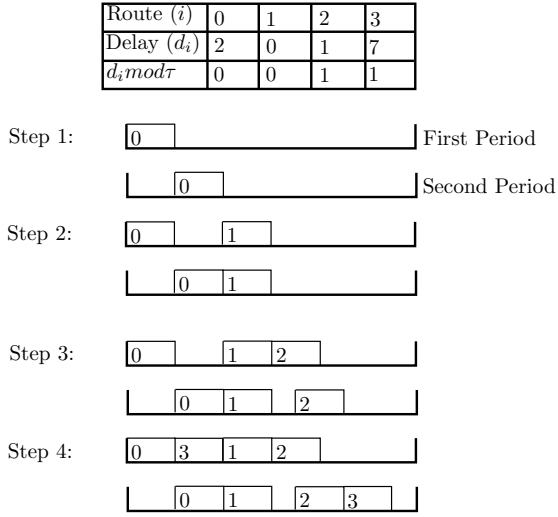 Route (i) 0 1 2 3
Delay (d_i) 2 0 1 7
d_i mod τ 0 0 1 1
Step 1: 0 First Period
0 Second Period
Step 2: 0 1
0 1
Step 3: 0 1 2
0 1 2
Step 4: 0 3 1 2
0 1 2 3